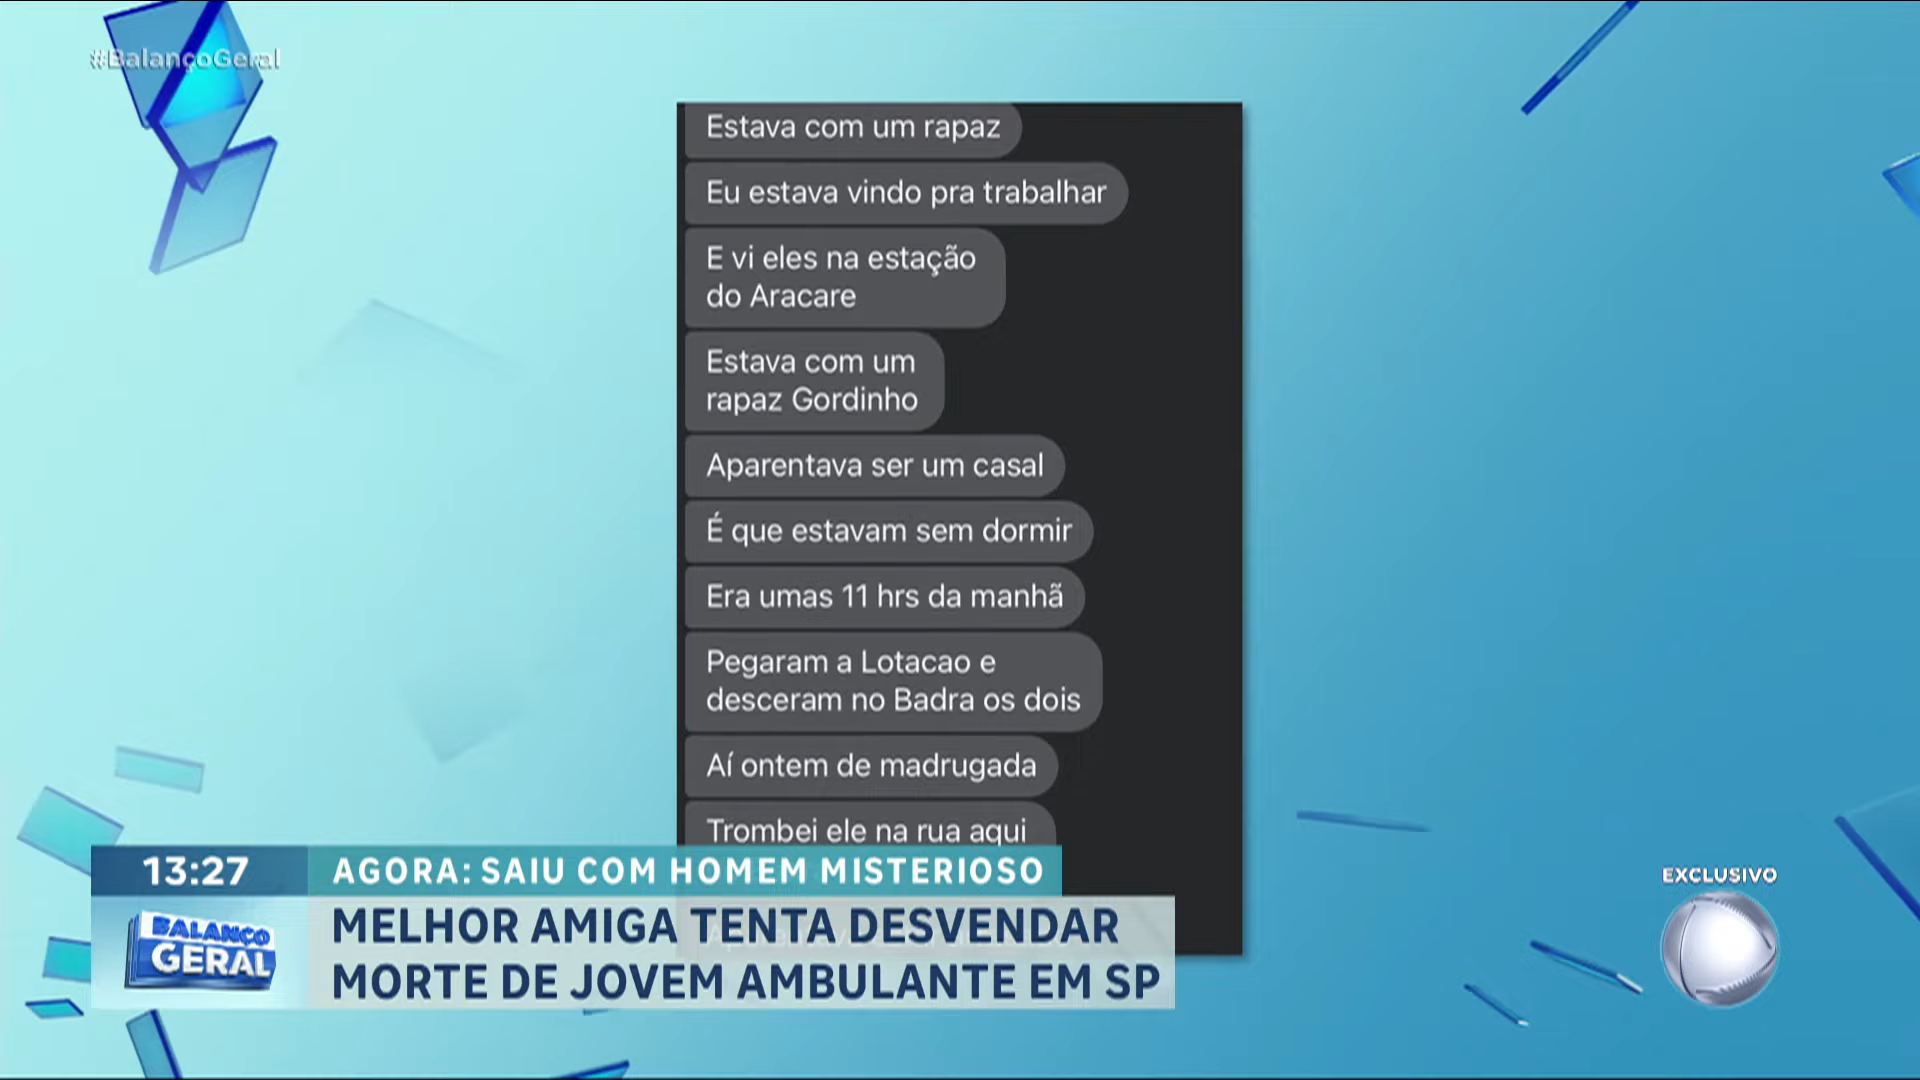 #BalançoGeral
Estava com um rapaz
Eu estava vindo pra trabalhar
E vi eles na estação
do Aracare
Estava com um
rapaz Gordinho
Aparentava ser um casal
É que estavam sem dormir
Era umas 11 hrs da manhã
Pegaram a Lotacao e
desceram no Badra os dois
Aí ontem de madrugada
Trombei ele na rua aqui
13:27
AGORA: SAIU COM HOMEM MISTERIOSO
BALANÇO
GERAL
MELHOR AMIGA TENTA DESVENDAR
MORTE DE JOVEM AMBULANTE EM SP
EXCLUSIVO